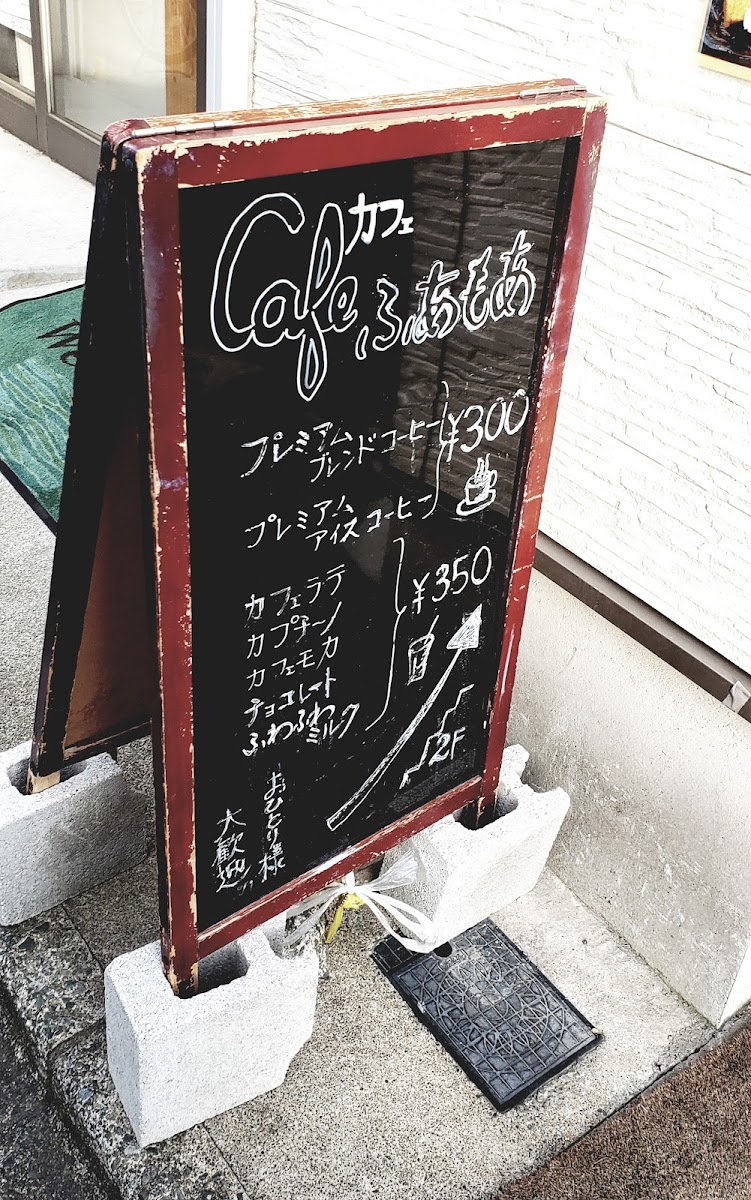 カフェ
Cafe ふぁもあ
プレミアム
ブレンドコーヒー ¥300
プレミアム
アイスコーヒー
カフェラテ
カプチーノ ¥350
カフェモカ
チョコレート
ふわふわ
ミルク
2F
おひとり様
大歓迎!!
We